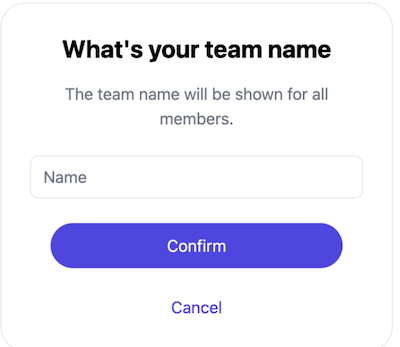 What's your team name
The team name will be shown for all
members.
Name
Confirm
Cancel